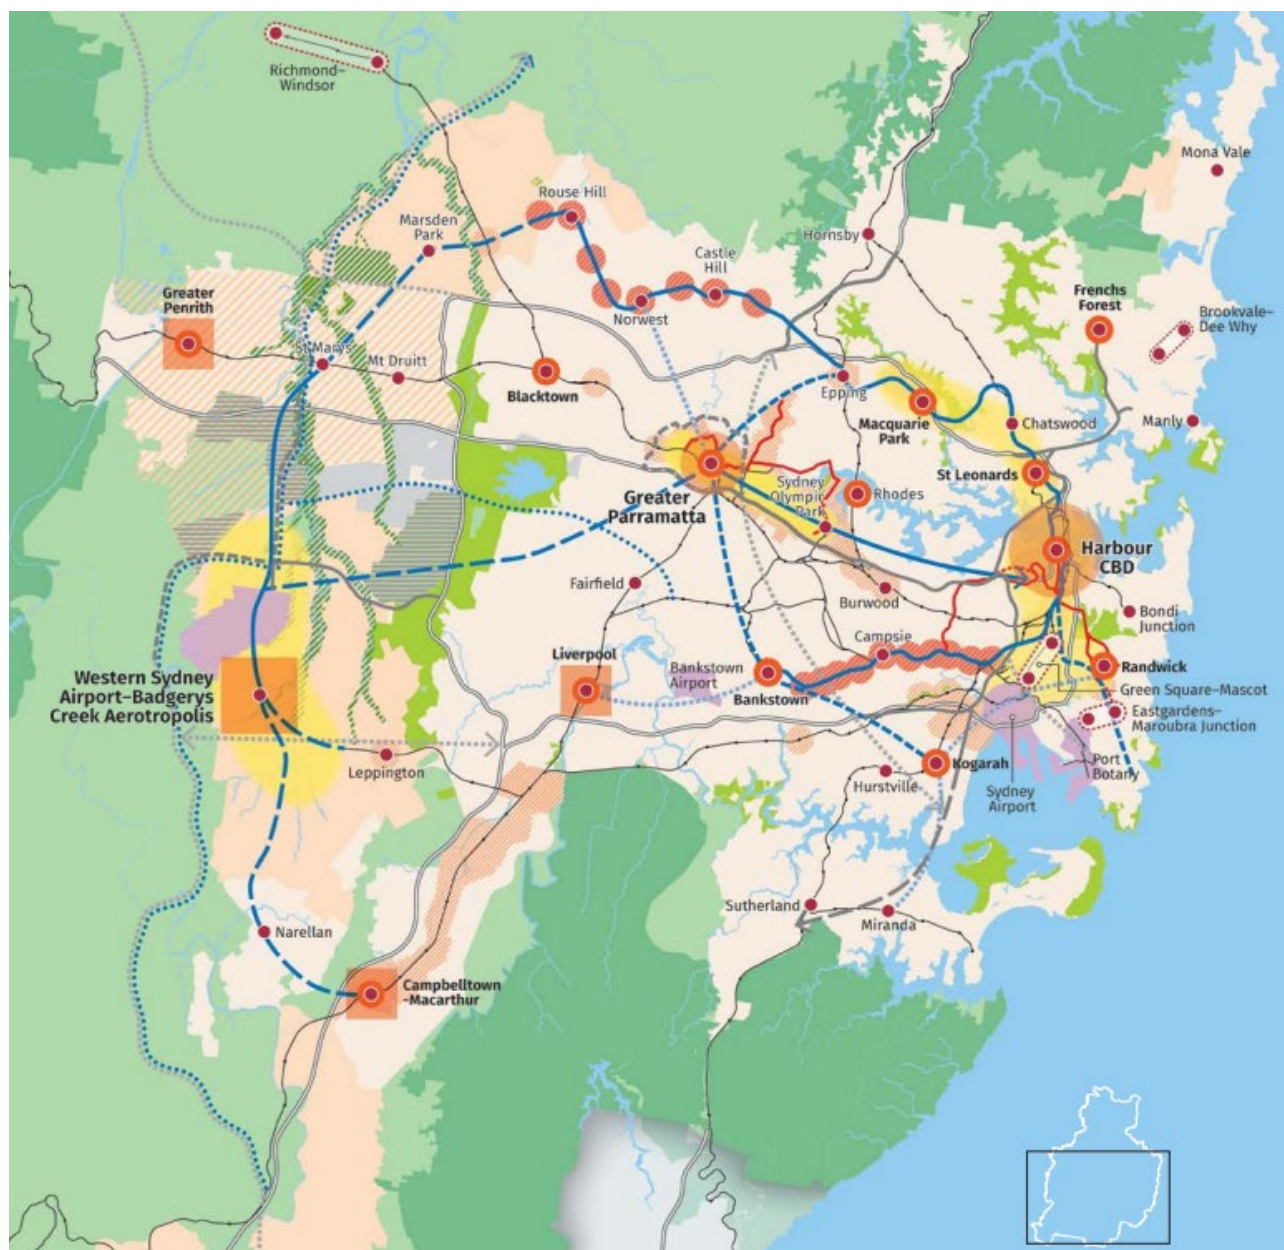 Richmond–
Windsor
Mona Vale
Rouse Hill
Marsden
Park
Hornsby
Castle
Hill
Greater
Penrith
Frenchs
Forest
Norwest
Brookvale–
Dee Why
St Marys
Mt Druitt
Blacktown
Epping
Macquarie
Park
Chatswood
Manly
St Leonards
Greater
Parramatta
Sydney
Olympic
Park
Rhodes
Harbour
CBD
Fairfield
Burwood
Bondi
Junction
Campsie
Liverpool
Bankstown
Airport
Bankstown
Randwick
Western Sydney
Airport–Badgerys
Creek Aerotropolis
Green Square–Mascot
Eastgardens–
Maroubra Junction
Leppington
Kogarah
Hurstville
Port
Botany
Sydney
Airport
Sutherland
Miranda
Narellan
Campbelltown
-Macarthur